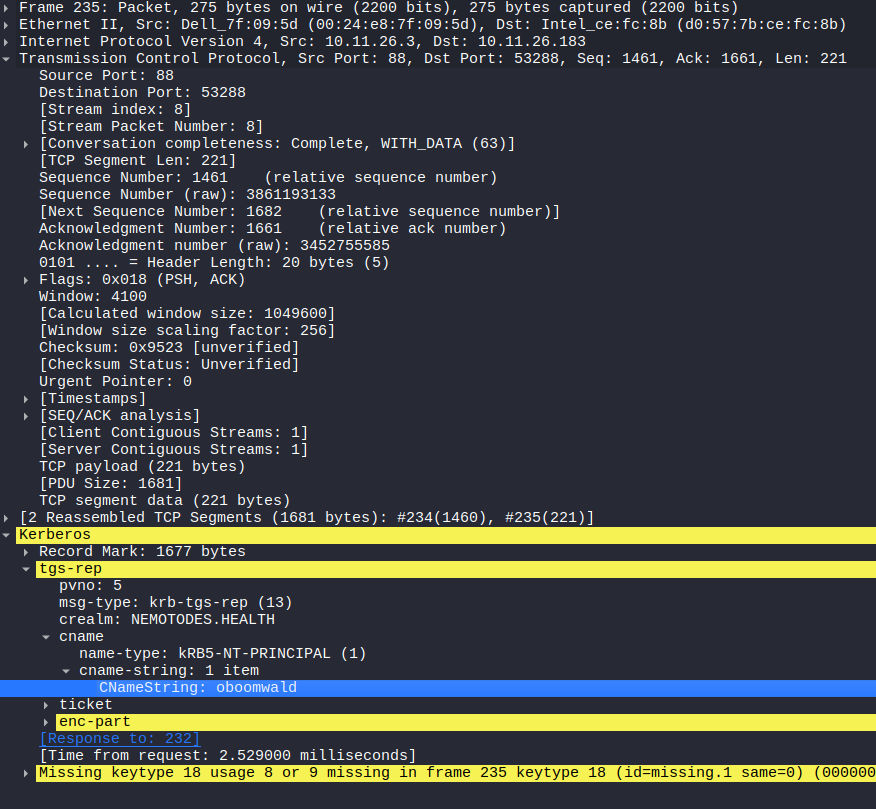 Frame 235: Packet, 275 bytes on wire (2200 bits), 275 bytes captured (2200 bits)
Ethernet II, Src: Dell_7f:09:5d (00:24:e8:7f:09:5d), Dst: Intel_ce:fc:8b (d0:57:7b:ce:fc:8b)
Internet Protocol Version 4, Src: 10.11.26.3, Dst: 10.11.26.183
Transmission Control Protocol, Src Port: 88, Dst Port: 53288, Seq: 1461, Ack: 1661, Len: 221
Source Port: 88
Destination Port: 53288
[Stream index: 8]
[Stream Packet Number: 8]
[Conversation completeness: Complete, WITH_DATA (63)]
[TCP Segment Len: 221]
Sequence Number: 1461    (relative sequence number)
Sequence Number (raw): 3861193133
[Next Sequence Number: 1682    (relative sequence number)]
Acknowledgment Number: 1661    (relative ack number)
Acknowledgment number (raw): 3452755585
0101 .... = Header Length: 20 bytes (5)
Flags: 0x018 (PSH, ACK)
Window: 4100
[Calculated window size: 1049600]
[Window size scaling factor: 256]
Checksum: 0x9523 [unverified]
[Checksum Status: Unverified]
Urgent Pointer: 0
[Timestamps]
[SEQ/ACK analysis]
[Client Contiguous Streams: 1]
[Server Contiguous Streams: 1]
TCP payload (221 bytes)
[PDU Size: 1681]
TCP segment data (221 bytes)
[2 Reassembled TCP Segments (1681 bytes): #234(1460), #235(221)]
Kerberos
Record Mark: 1677 bytes
tgs-rep
pvno: 5
msg-type: krb-tgs-rep (13)
crealm: NEMOTODES.HEALTH
cname
name-type: kRB5-NT-PRINCIPAL (1)
cname-string: 1 item
CNameString: oboomwald
ticket
enc-part
[Response to: 232]
[Time from request: 2.529000 milliseconds]
Missing keytype 18 usage 8 or 9 missing in frame 235 keytype 18 (id=missing.1 same=0) (000000